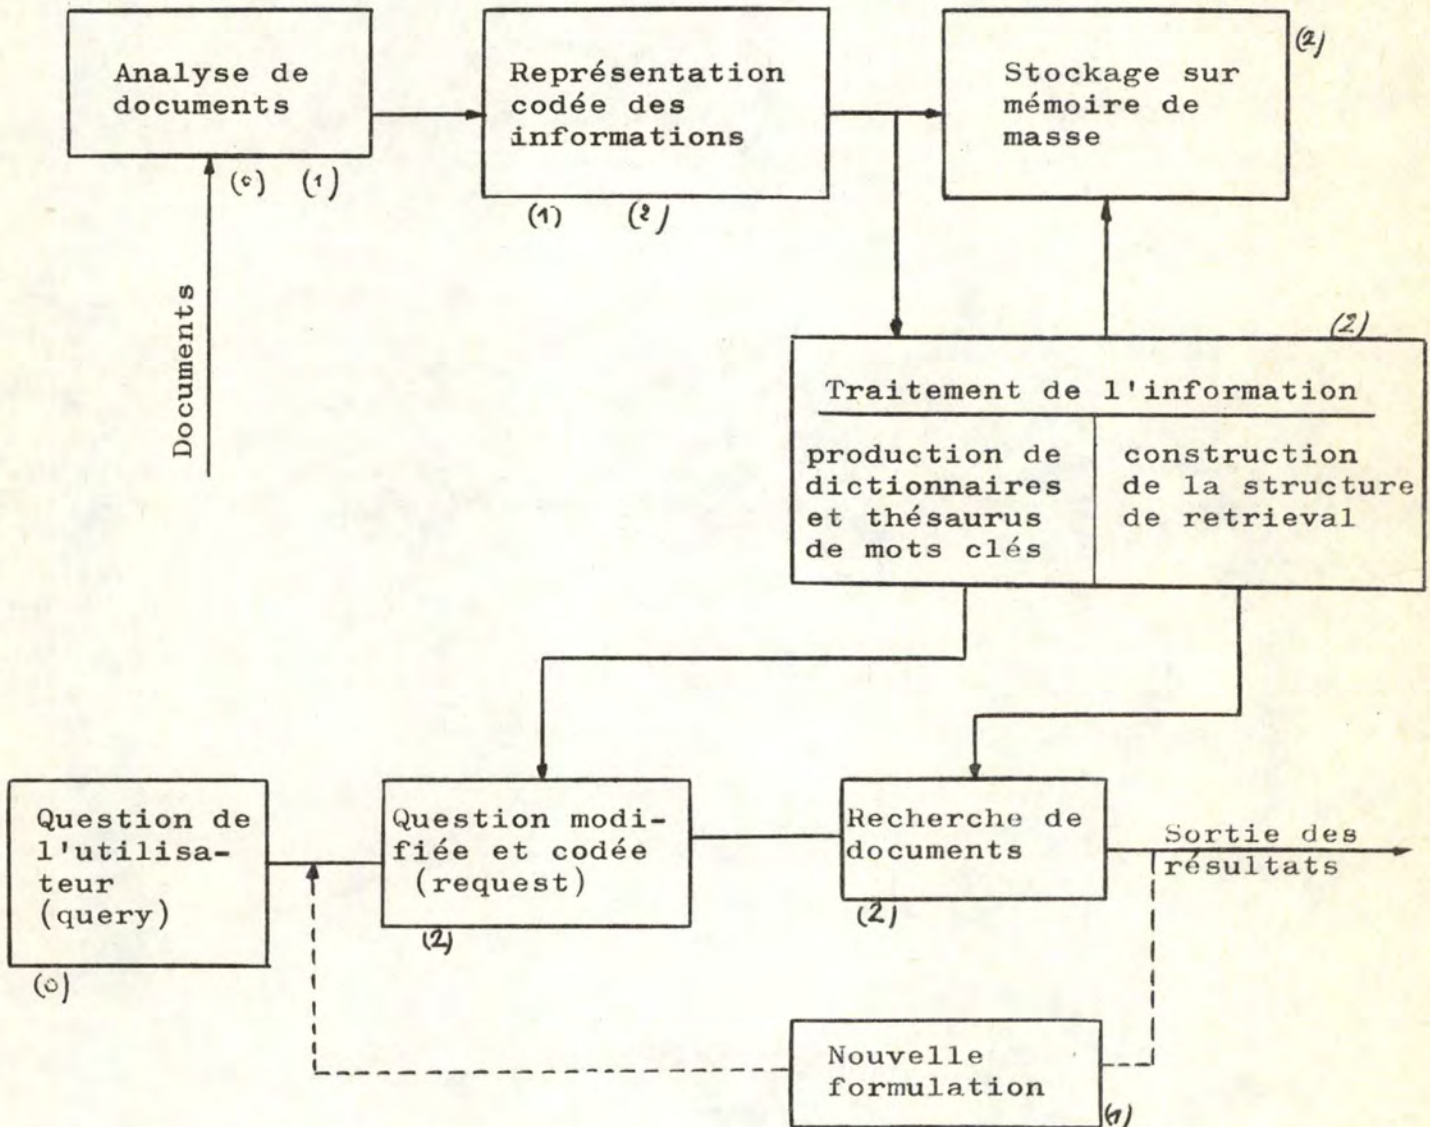 Analyse de
documents
(0) (1)
Représentation
codée des
informations
(1) (2)
Stockage sur
mémoire de
masse
(2)
Documents
(2)
Traitement de l'information
production de
dictionnaires
et thésaurus
de mots clés
construction
de la structure
de retrieval
Question de
l'utilisa-
teur
(query)
(0)
Question modi-
fiée et codée
(request)
(2)
Recherche de
documents
(2)
Sortie des
résultats
Nouvelle
formulation
(1)